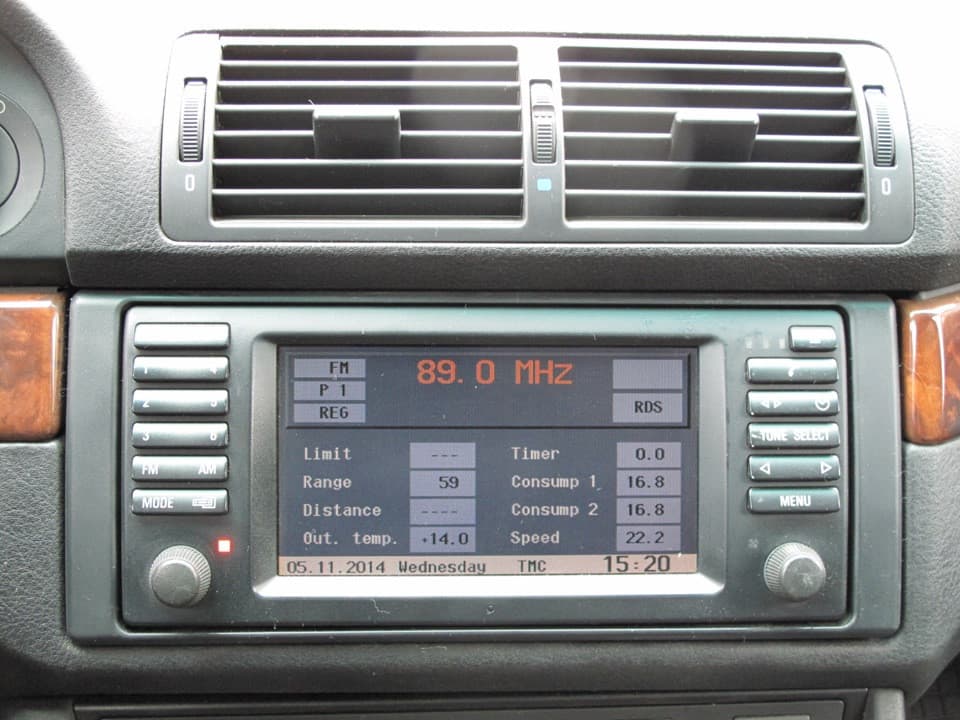 0
0
FM 89.0 MHz
P 1
REG RDS
Limit --- Timer 0.0
Range 59 Consump 1 16.8
Distance ---- Consump 2 16.8
Out. temp. +14.0 Speed 22.2
05.11.2014 Wednesday TMC 15:20
1 4
2 5
3 6
FM AM
MODE
TONE SELECT
MENU